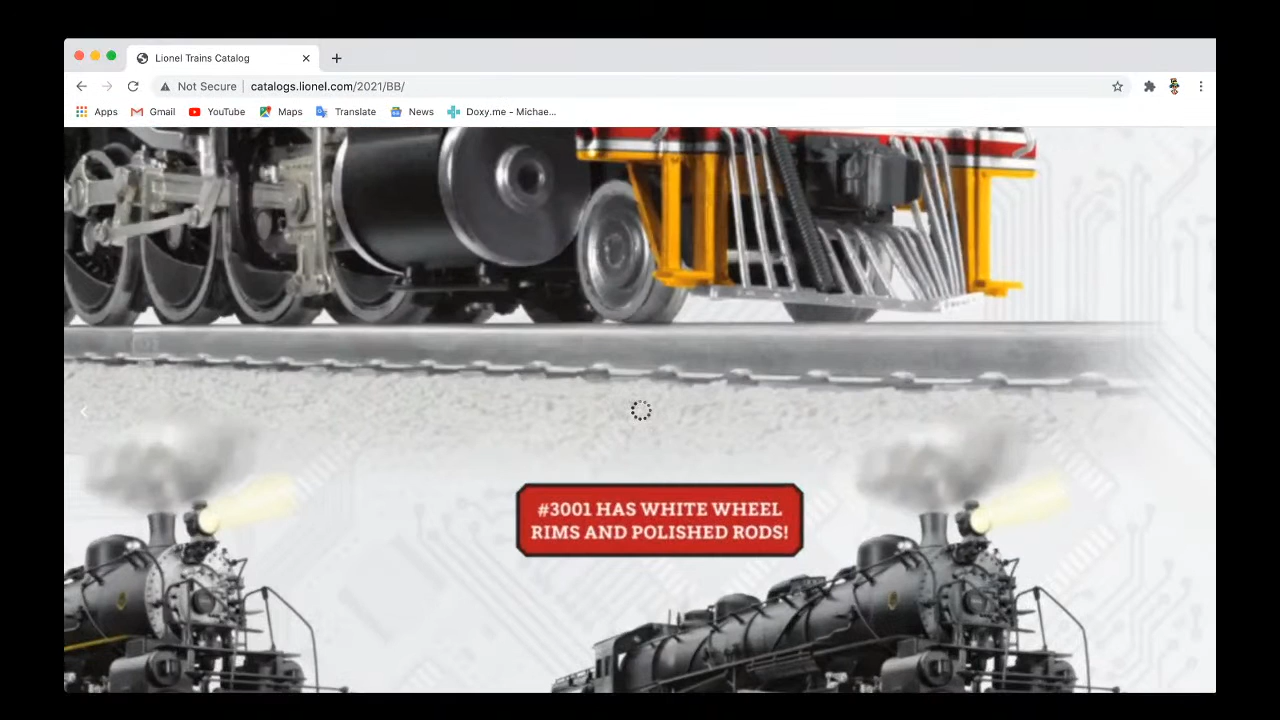 Lionel Trains Catalog
Not Secure | catalogs.lionel.com/2021/BB/
Apps Gmail YouTube Maps Translate News Doxy.me - Michae...
#3001 HAS WHITE WHEEL
RIMS AND POLISHED RODS!